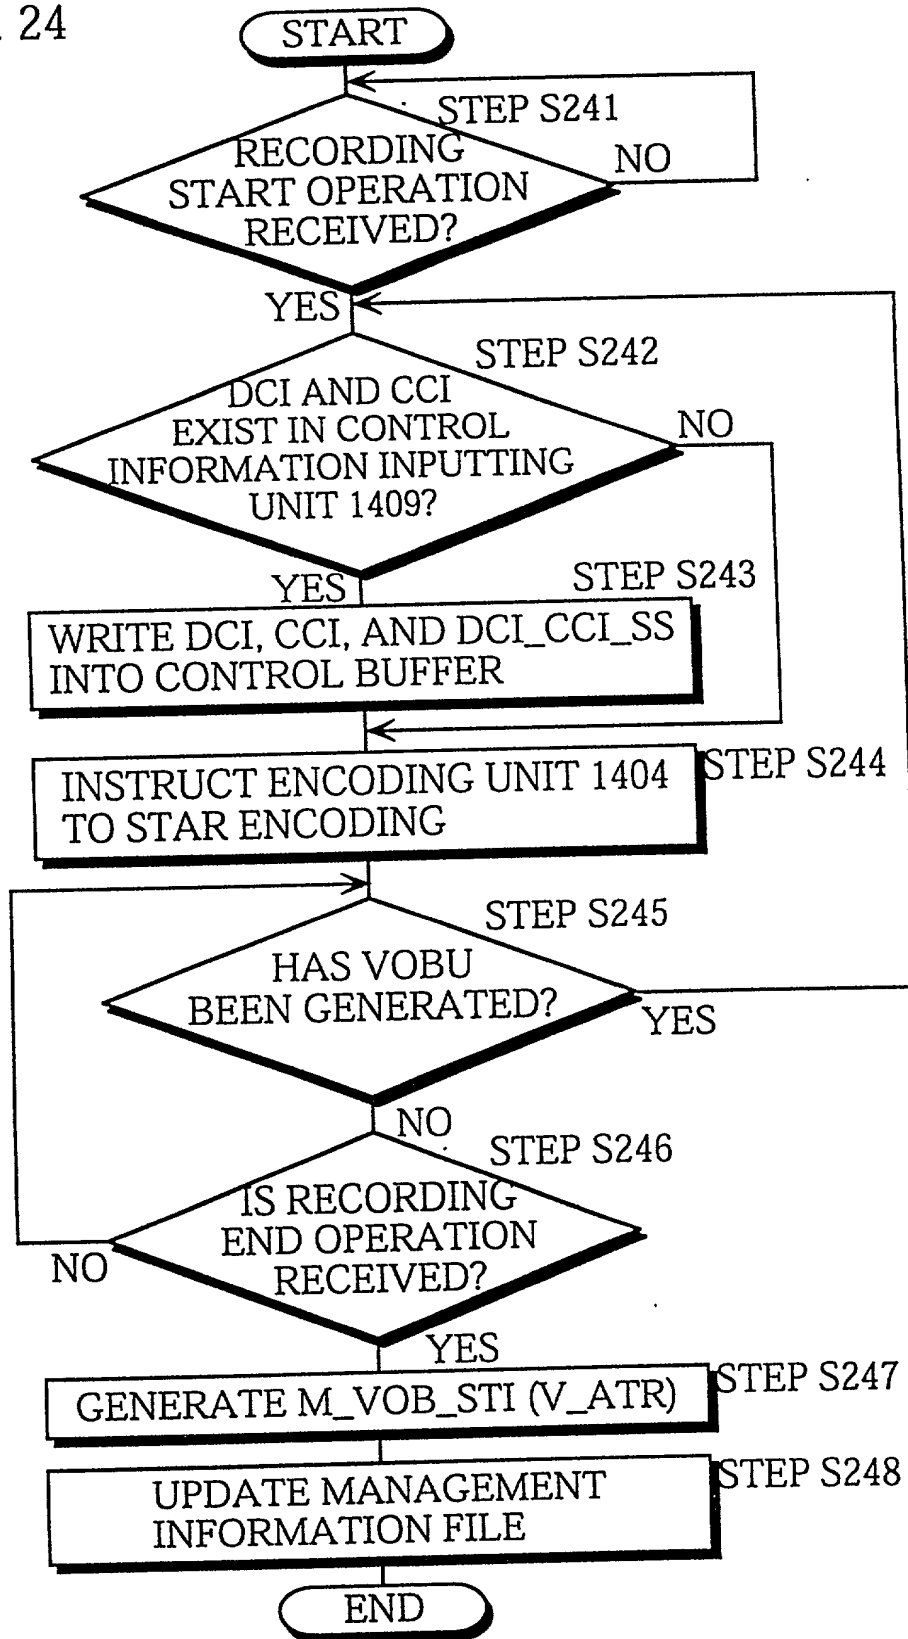 24
START
STEP S241
RECORDING
START OPERATION
RECEIVED?
NO
YES
STEP S242
DCI AND CCI
EXIST IN CONTROL
INFORMATION INPUTTING
UNIT 1409?
NO
YES
STEP S243
WRITE DCI, CCI, AND DCI_CCI_SS
INTO CONTROL BUFFER
STEP S244
INSTRUCT ENCODING UNIT 1404
TO STAR ENCODING
STEP S245
HAS VOBU
BEEN GENERATED?
YES
NO
STEP S246
IS RECORDING
END OPERATION
RECEIVED?
NO
YES
STEP S247
GENERATE M_VOB_STI (V_ATR)
STEP S248
UPDATE MANAGEMENT
INFORMATION FILE
END